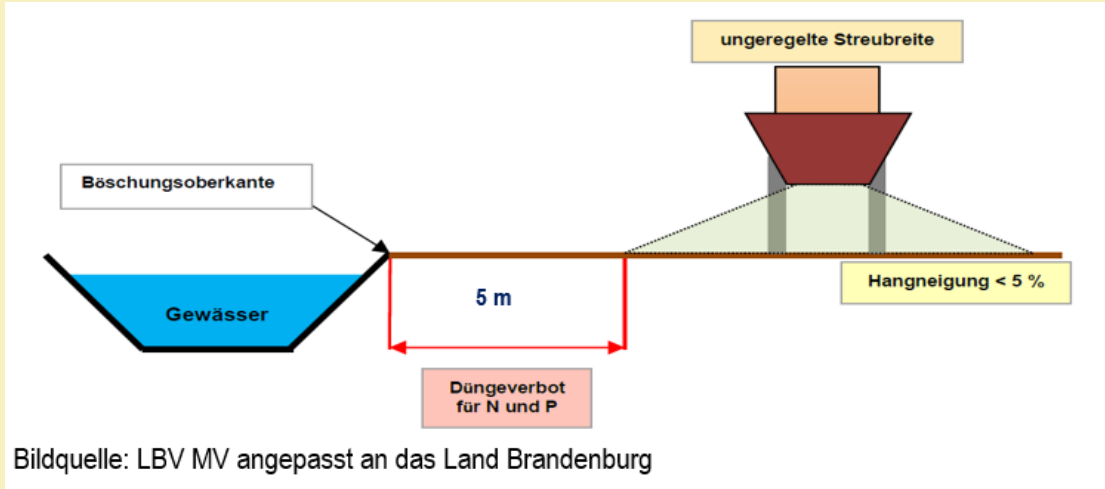 ungeregelte Streubreite
Böschungsoberkante
Hangneigung < 5 %
5 m
Gewässer
Düngeverbot
für N und P
Bildquelle: LBV MV angepasst an das Land Brandenburg